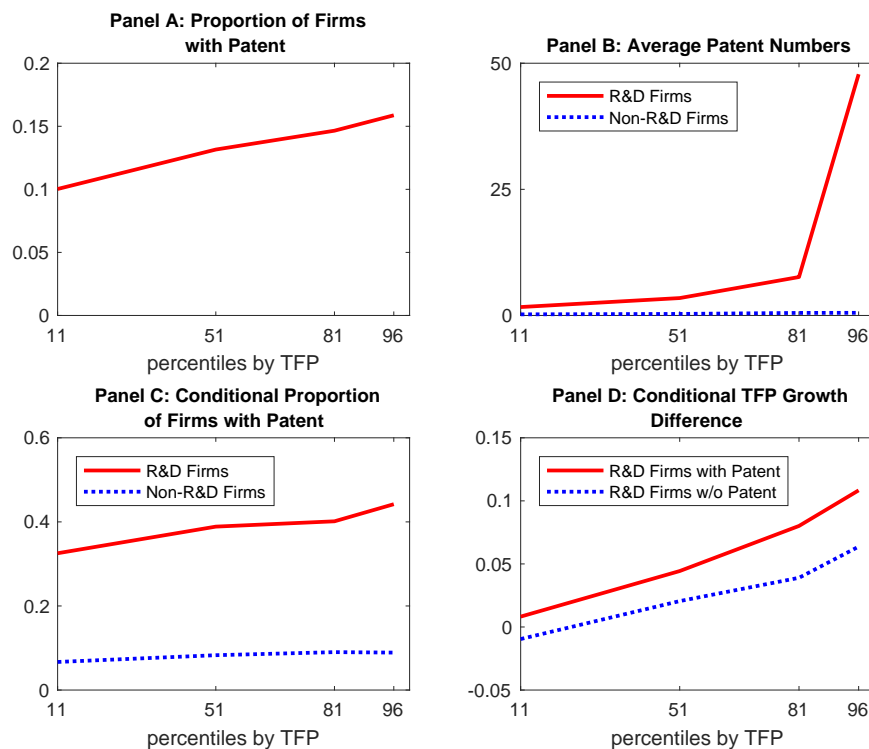 Panel A: Proportion of Firms
with Patent
0.2
0.15
0.1
0.05
0
11 51 81 96
percentiles by TFP
Panel B: Average Patent Numbers
50
25
0
R&D Firms
Non-R&D Firms
11 51 81 96
percentiles by TFP
Panel C: Conditional Proportion
of Firms with Patent
0.6
0.4
0.2
0
R&D Firms
Non-R&D Firms
11 51 81 96
percentiles by TFP
Panel D: Conditional TFP Growth
Difference
0.15
0.1
0.05
0
-0.05
R&D Firms with Patent
R&D Firms w/o Patent
11 51 81 96
percentiles by TFP